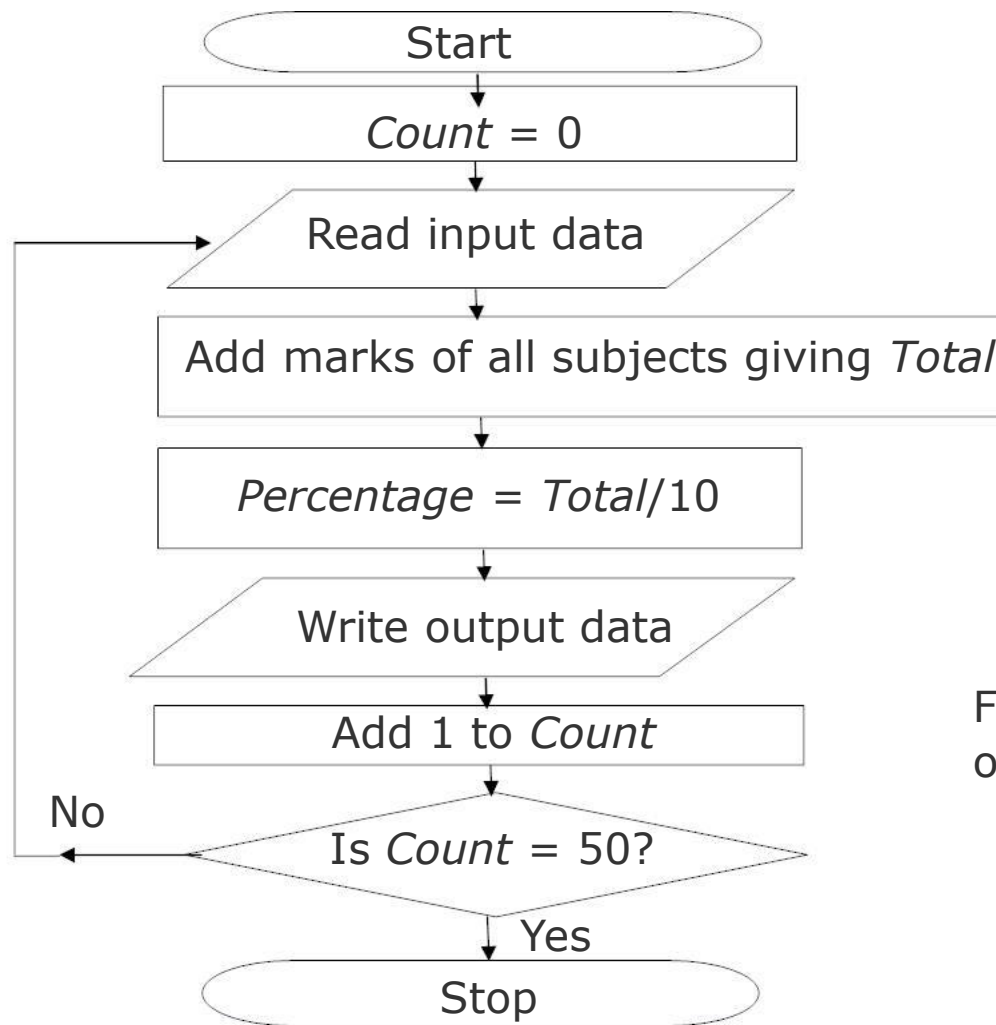 Start
Count = 0
Read input data
Add marks of all subjects giving Total
Percentage = Total/10
Write output data
Add 1 to Count
No
Is Count = 50?
Yes
Stop